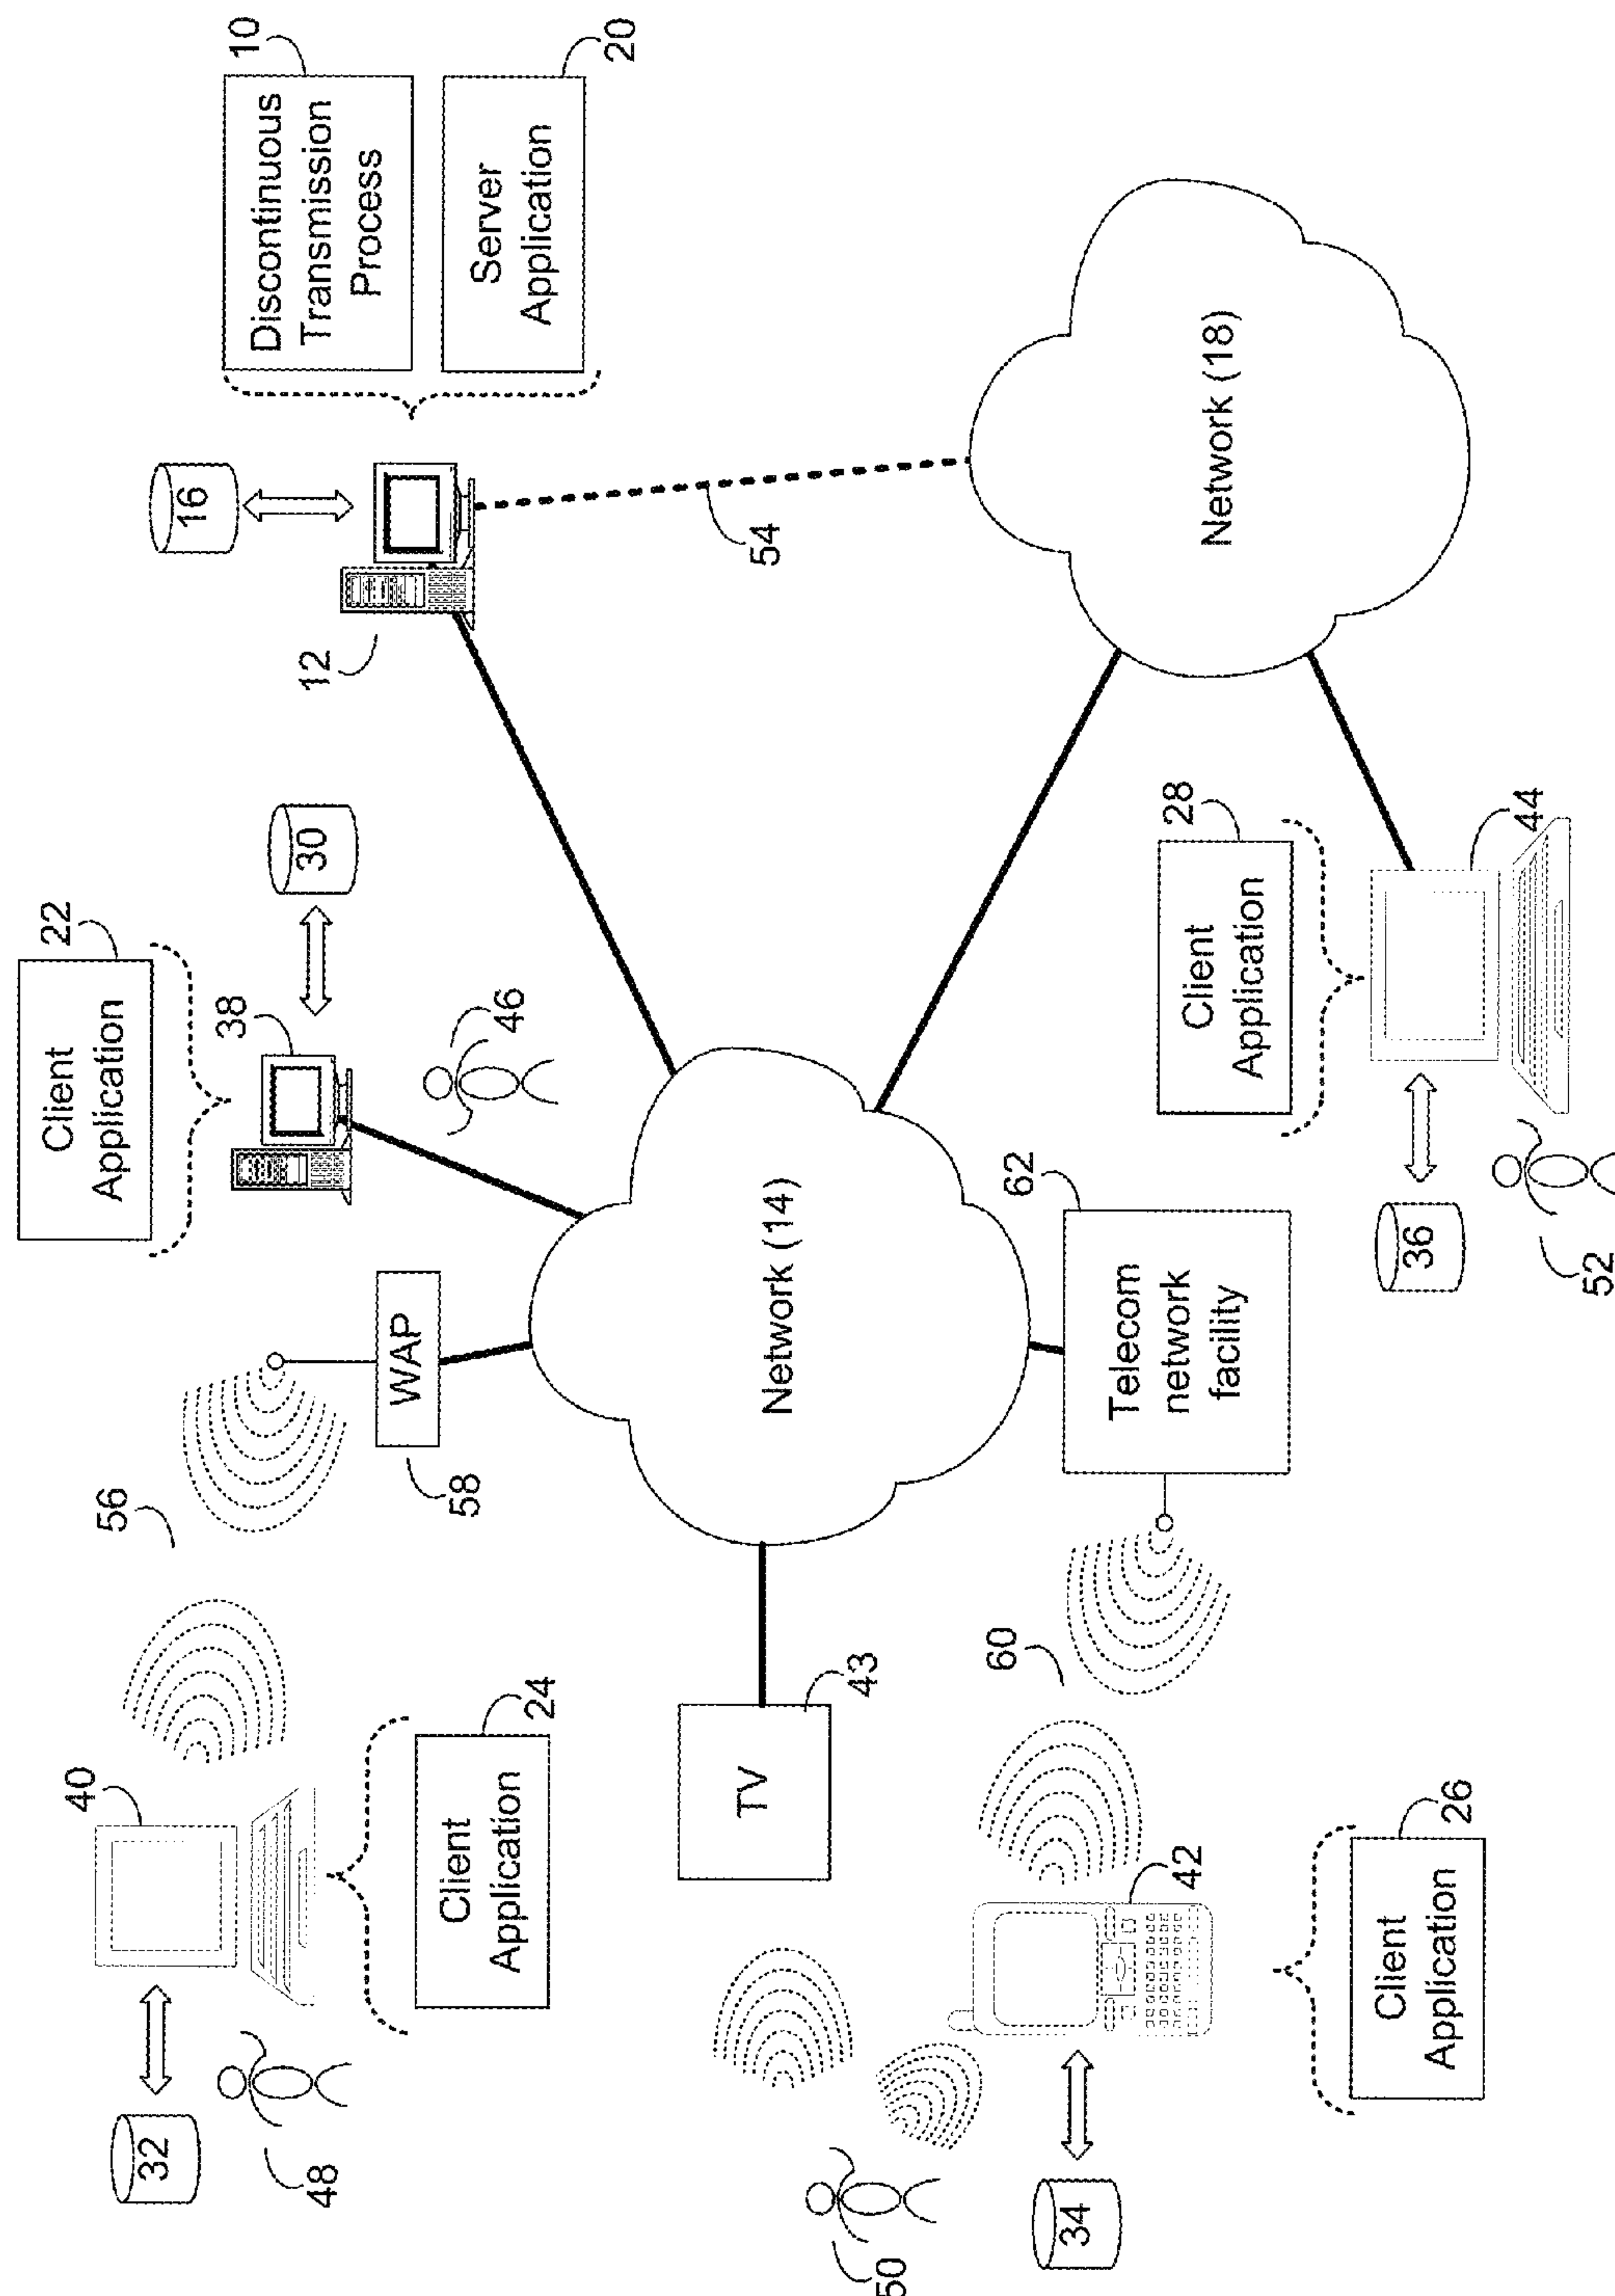 10
Discontinuous
Transmission
Process
20
Server
Application
16
12
54
Network (18)
30
22
Client
Application
38
46
28
Client
Application
44
36
52
Network (14)
62
Telecom
network
facility
WAP
58
56
60
TV
43
40
24
Client
Application
32
48
42
26
Client
Application
34
50